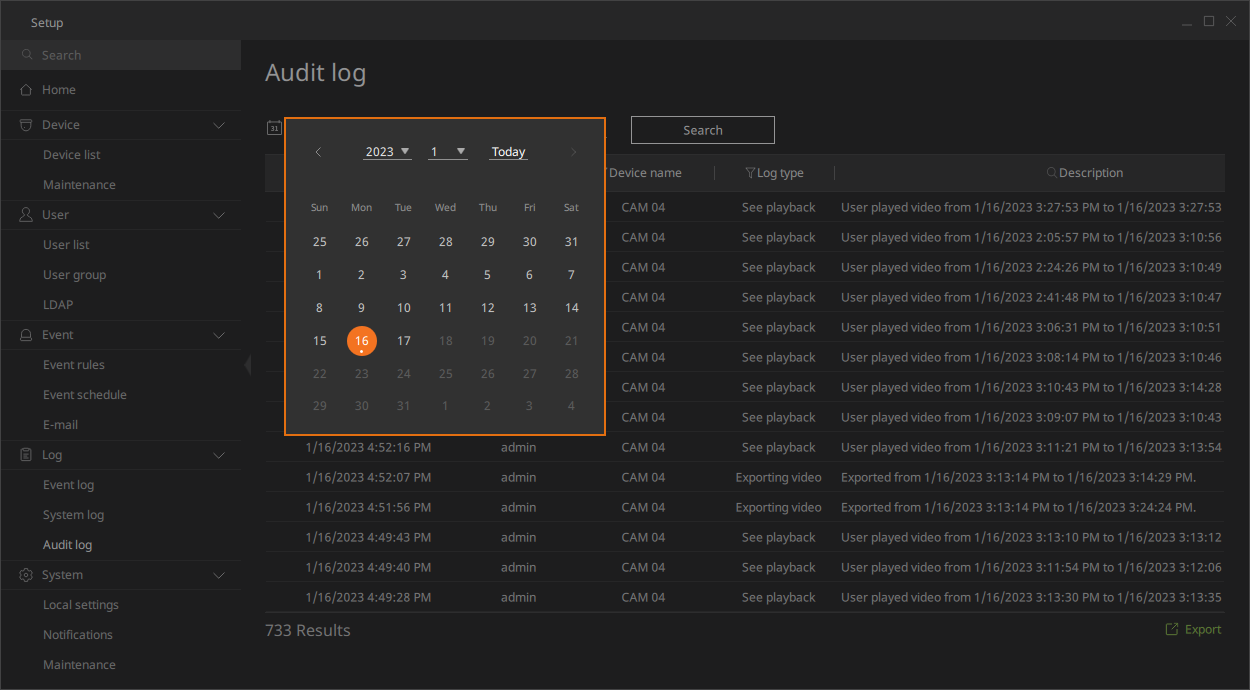 Setup
Search
Home
Device
Device list
Maintenance
User
User list
User group
LDAP
Event
Event rules
Event schedule
E-mail
Log
Event log
System log
Audit log
System
Local settings
Notifications
Maintenance
Audit log
31
Search
2023 1 Today
Sun Mon Tue Wed Thu Fri Sat
25 26 27 28 29 30 31
1 2 3 4 5 6 7
8 9 10 11 12 13 14
15 16 17 18 19 20 21
22 23 24 25 26 27 28
29 30 31 1 2 3 4
Device name Log type Description
CAM 04 See playback User played video from 1/16/2023 3:27:53 PM to 1/16/2023 3:27:53
CAM 04 See playback User played video from 1/16/2023 2:05:57 PM to 1/16/2023 3:10:56
CAM 04 See playback User played video from 1/16/2023 2:24:26 PM to 1/16/2023 3:10:49
CAM 04 See playback User played video from 1/16/2023 2:41:48 PM to 1/16/2023 3:10:47
CAM 04 See playback User played video from 1/16/2023 3:06:31 PM to 1/16/2023 3:10:51
CAM 04 See playback User played video from 1/16/2023 3:08:14 PM to 1/16/2023 3:10:46
CAM 04 See playback User played video from 1/16/2023 3:10:43 PM to 1/16/2023 3:14:28
CAM 04 See playback User played video from 1/16/2023 3:09:07 PM to 1/16/2023 3:10:43
1/16/2023 4:52:16 PM admin CAM 04 See playback User played video from 1/16/2023 3:11:21 PM to 1/16/2023 3:13:54
1/16/2023 4:52:07 PM admin CAM 04 Exporting video Exported from 1/16/2023 3:13:14 PM to 1/16/2023 3:14:29 PM.
1/16/2023 4:51:56 PM admin CAM 04 Exporting video Exported from 1/16/2023 3:13:14 PM to 1/16/2023 3:24:24 PM.
1/16/2023 4:49:43 PM admin CAM 04 See playback User played video from 1/16/2023 3:13:10 PM to 1/16/2023 3:13:12
1/16/2023 4:49:40 PM admin CAM 04 See playback User played video from 1/16/2023 3:11:54 PM to 1/16/2023 3:12:06
1/16/2023 4:49:28 PM admin CAM 04 See playback User played video from 1/16/2023 3:13:30 PM to 1/16/2023 3:13:35
733 Results
Export